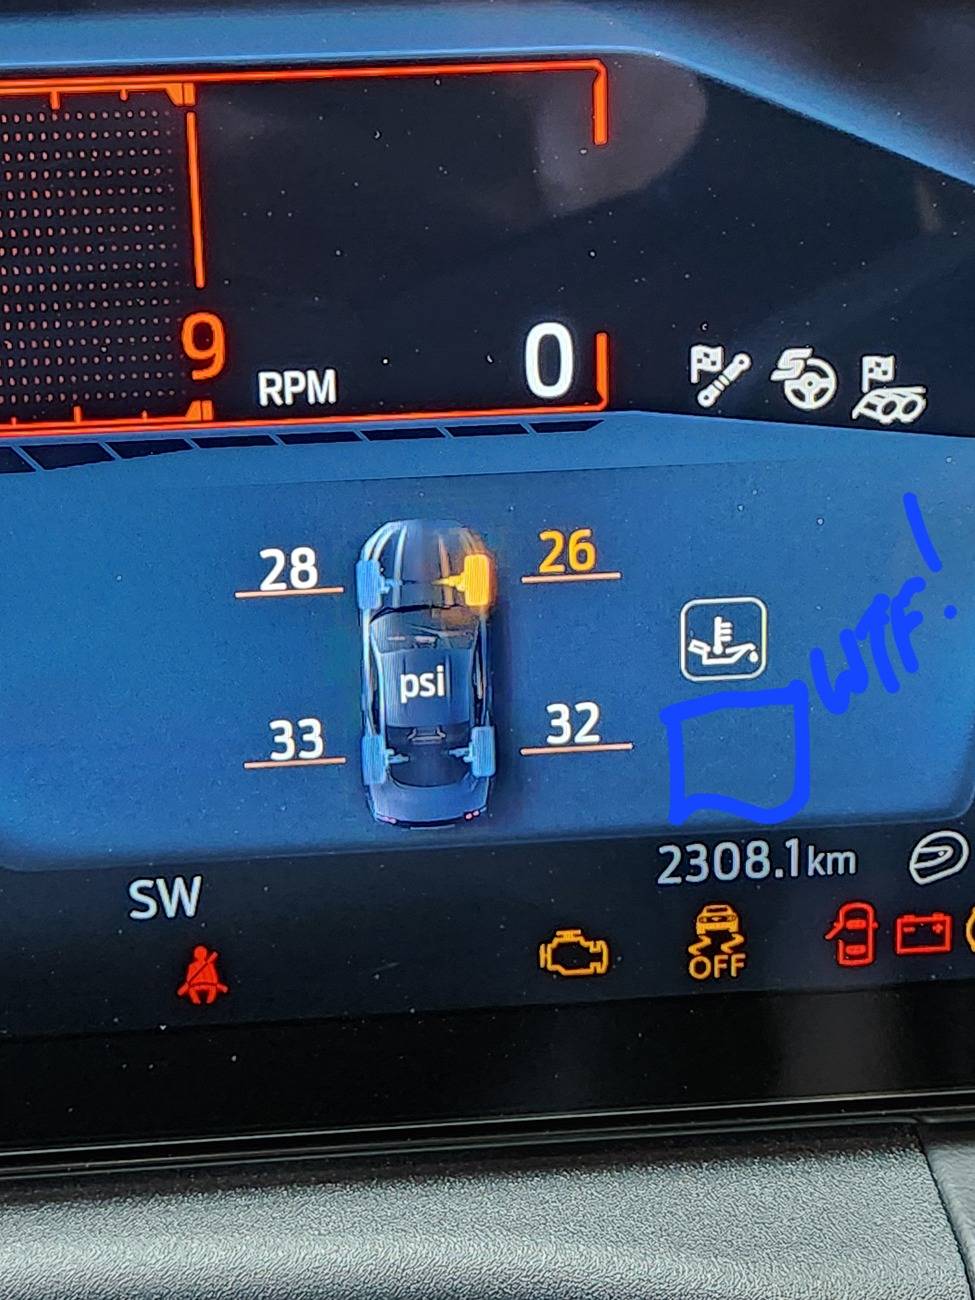 9 RPM 0
S
28 26
psi
WTF!
33 32
2308.1km
SW
OFF